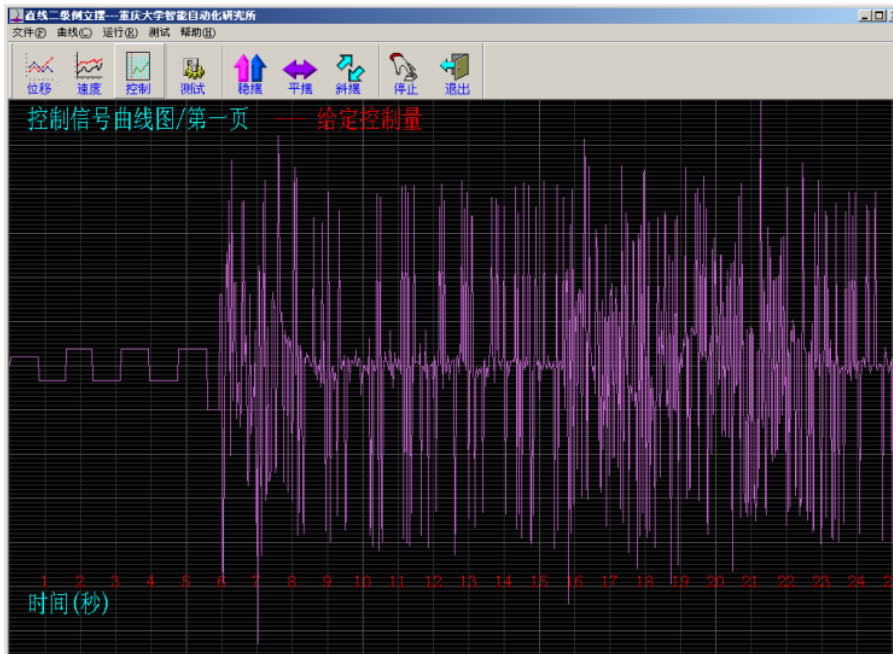 直线二级倒立摆---重庆大学智能自动化研究所
文件(F) 曲线(C) 运行(R) 测试 帮助(H)
位移 速度 控制 测试 稳摆 平摆 斜摆 停止 退出
控制信号曲线图/第一页 --- 给定控制量
1 2 3 4 5 6 7 8 9 10 11 12 13 14 15 16 17 18 19 20 21 22 23 24
时间(秒)